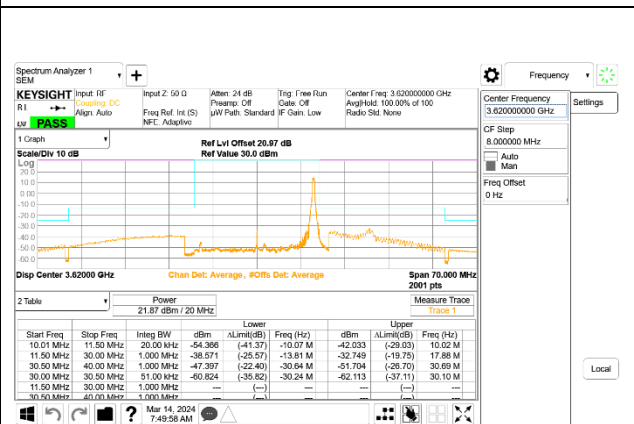 Spectrum Analyzer 1
SEM
+
Frequency
KEYSIGHT
Input: RF
Coupling: DC
Align: Auto
Input Z: 50 Ω
Freq Ref: Int (S)
NFE: Adaptive
Atten: 24 dB
Preamp: Off
µW Path: Standard
Trig: Free Run
Gate: Off
IF Gain: Low
Center Freq: 3.620000000 GHz
Avg|Hold: 100.00% of 100
Radio Std: None
PASS
Center Frequency
3.620000000 GHz
Settings
CF Step
8.000000 MHz
Auto
Man
Freq Offset
0 Hz
1 Graph
Ref Lvl Offset 20.97 dB
Scale/Div 10 dB
Ref Value 30.0 dBm
Log
20.0
10.0
0.00
-10.0
-20.0
-30.0
-40.0
-50.0
-60.0
Disp Center 3.62000 GHz
Chan Det: Average, #Offs Det: Average
Span 70.000 MHz
2001 pts
2 Table
Power
21.87 dBm / 20 MHz
Measure Trace
Trace 1
Lower Upper
Start Freq Stop Freq Integ BW dBm ΔLimit(dB) Freq (Hz) dBm ΔLimit(dB) Freq (Hz)
10.01 MHz 11.50 MHz 20.00 kHz -54.366 (-41.37) -10.07 M -42.033 (-29.03) 10.02 M
11.50 MHz 30.00 MHz 1.000 MHz -38.571 (-25.57) -13.81 M -32.749 (-19.75) 17.88 M
30.50 MHz 40.00 MHz 1.000 MHz -47.397 (-22.40) -30.64 M -51.704 (-26.70) 30.69 M
30.00 MHz 30.50 MHz 51.00 kHz -60.824 (-35.82) -30.24 M -62.113 (-37.11) 30.10 M
11.50 MHz 30.00 MHz 1.000 MHz --- (---) --- --- (---) ---
30.50 MHz 40.00 MHz 1.000 MHz --- (---) --- --- (---) ---
Local
?
Mar 14, 2024
7:49:58 AM